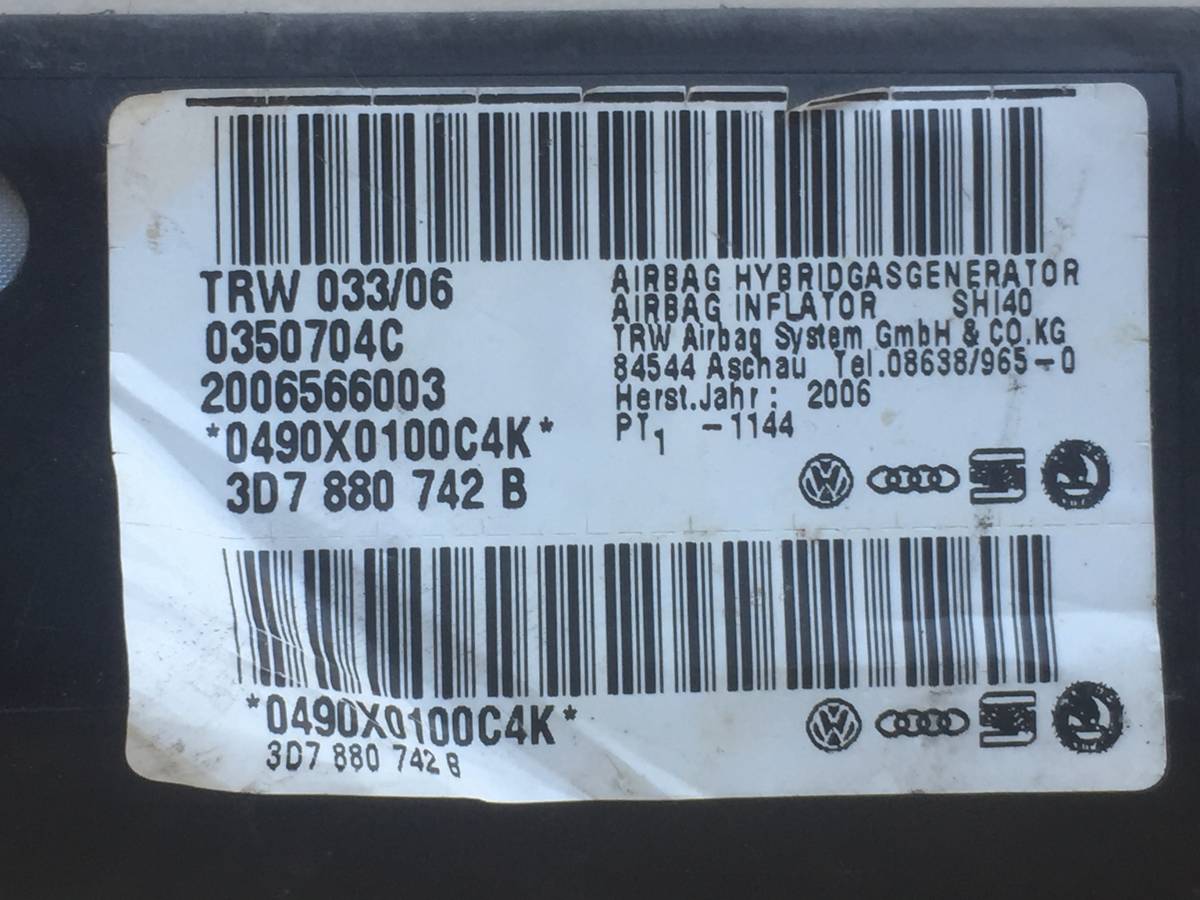 TRW 033/06
0350704C
2006566003
*0490X0100C4K*
3D7 880 742 B
AIRBAG HYBRIDGASGENERATOR
AIRBAG INFLATOR SHI40
TRW Airbag System GmbH & CO.KG
84544 Aschau Tel.08638/965-0
Herst.Jahr: 2006
PT1 -1144
*0490X0100C4K*
3D7 880 742 B